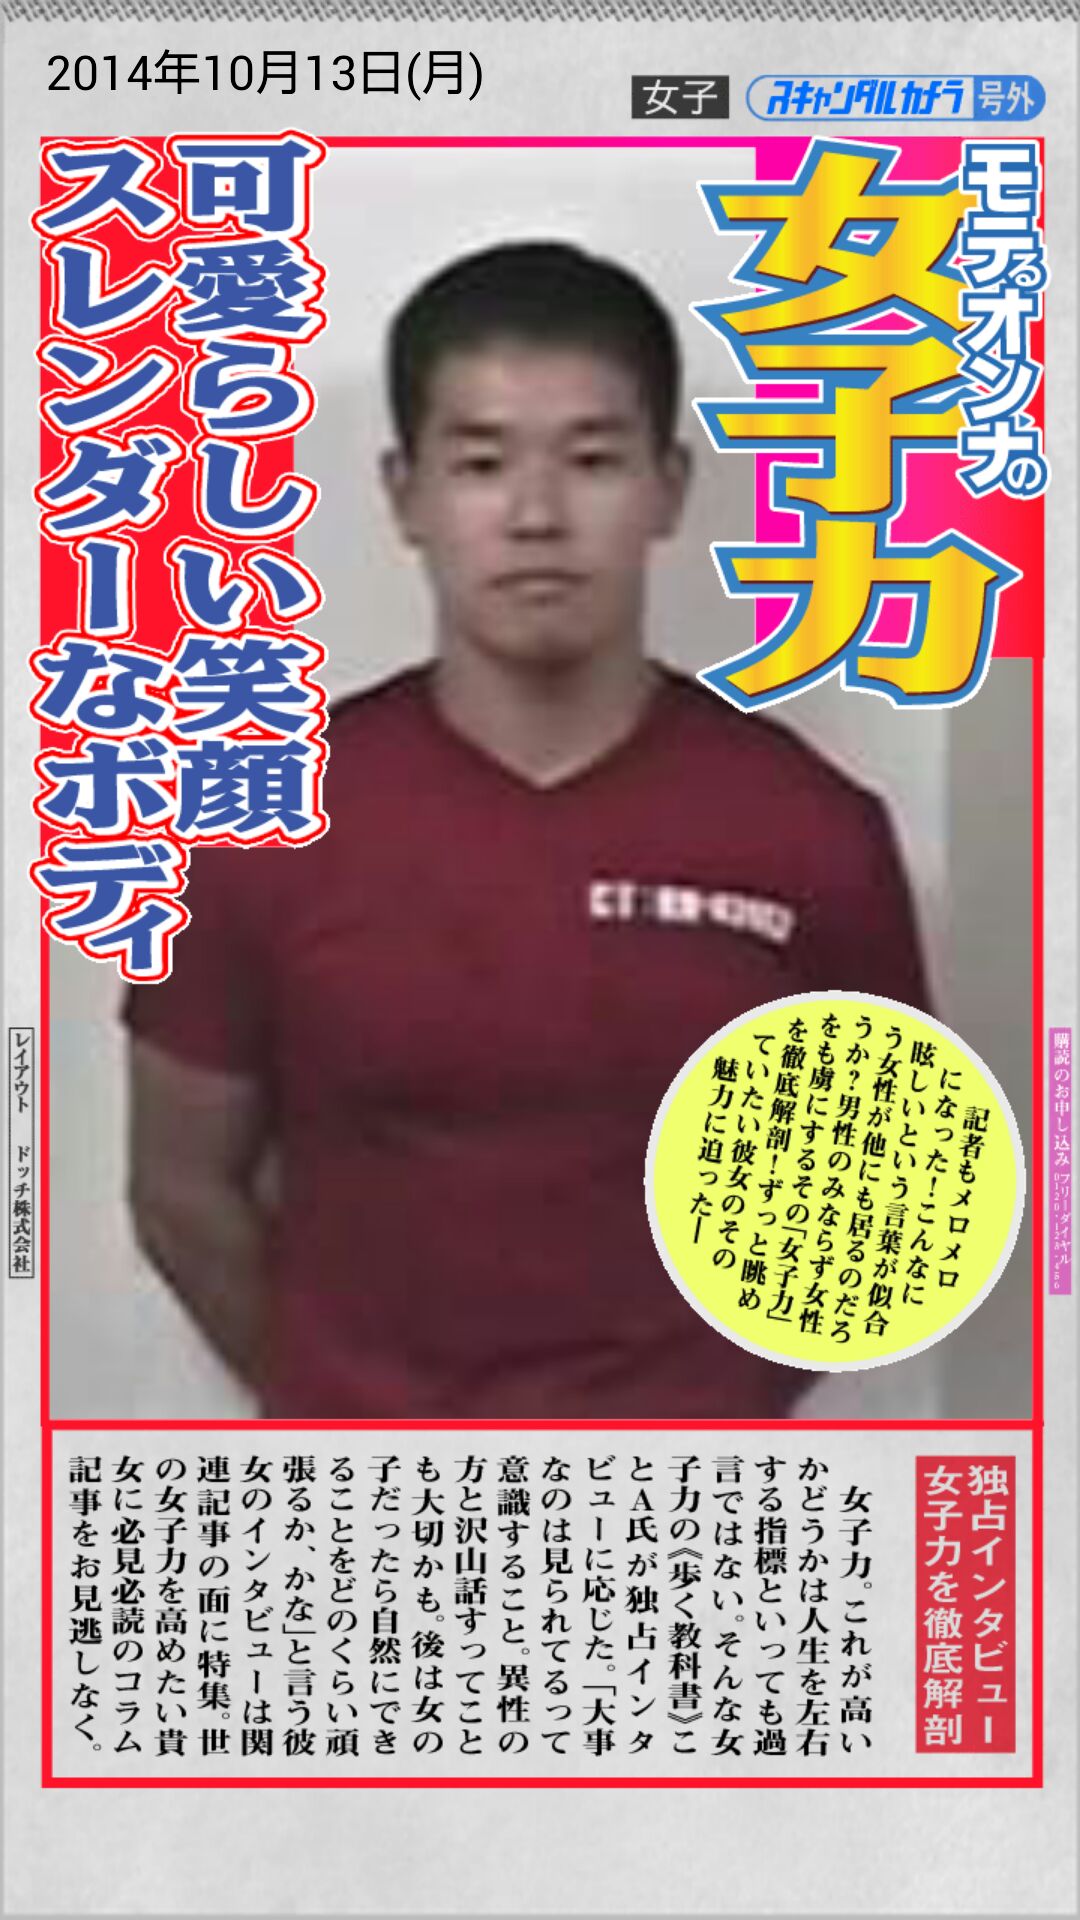 2014年10月13日(月)
女子
スキャンダルカメラ 号外
モテるオンナの
女子力
可愛らしい笑顔
スレンダーなボディ
記者もメロメロ
になった！こんなに
眩しいという言葉が似合
う女性が他にも居るのだろ
うか？男性のみならず女性
をも虜にするその「女子力」
を徹底解剖！ずっと眺め
ていたい彼女のその
魅力に迫ったー
レイアウト ドッチ株式会社
購読のお申し込み フリーダイヤル
0120-123-456
独占インタビュー
女子力を徹底解剖
女子力。これが高い
かどうかは人生を左右
する指標といっても過
言ではない。そんな女
子力の《歩く教科書》こ
とA氏が独占インタ
ビューに応じた。「大事
なのは見られてるって
意識すること。異性の
方と沢山話すってこと
も大切かも。後は女の
子だったら自然にでき
ることをどのくらい頑
張るか、かな」と言う彼
女のインタビューは関
連記事の面に特集。世
の女子力を高めたい貴
女に必見必読のコラム
記事をお見逃しなく。